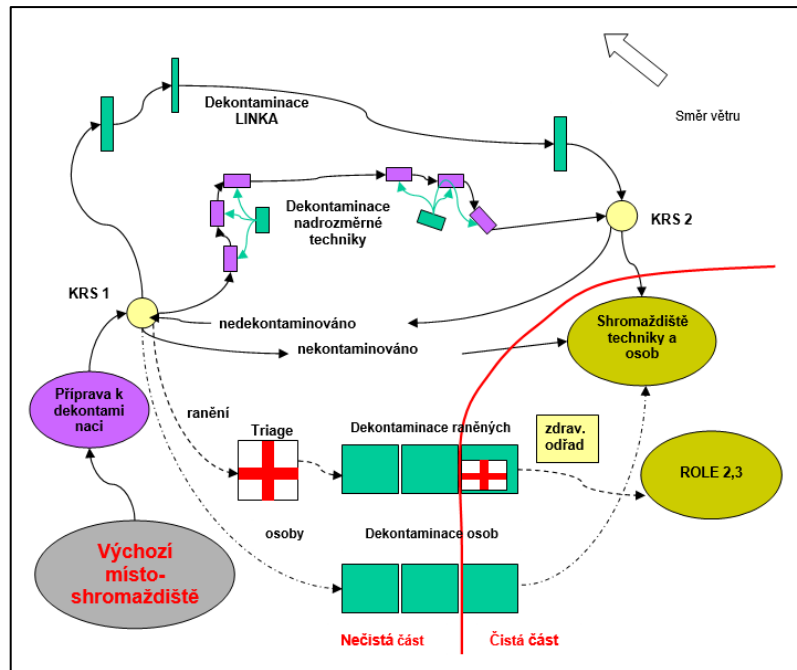 Dekontaminace
LINKA
Směr větru
Dekontaminace
nadrozměrné
techniky
KRS 2
KRS 1
nedekontaminováno
nekontaminováno
Shromaždiště
techniky a
osob
Příprava k
dekontami
naci
ranění
Triage
Dekontaminace raněných
zdrav.
odřad
ROLE 2,3
osoby
Dekontaminace osob
Výchozí
místo-
shromaždiště
Nečistá část
Čistá část